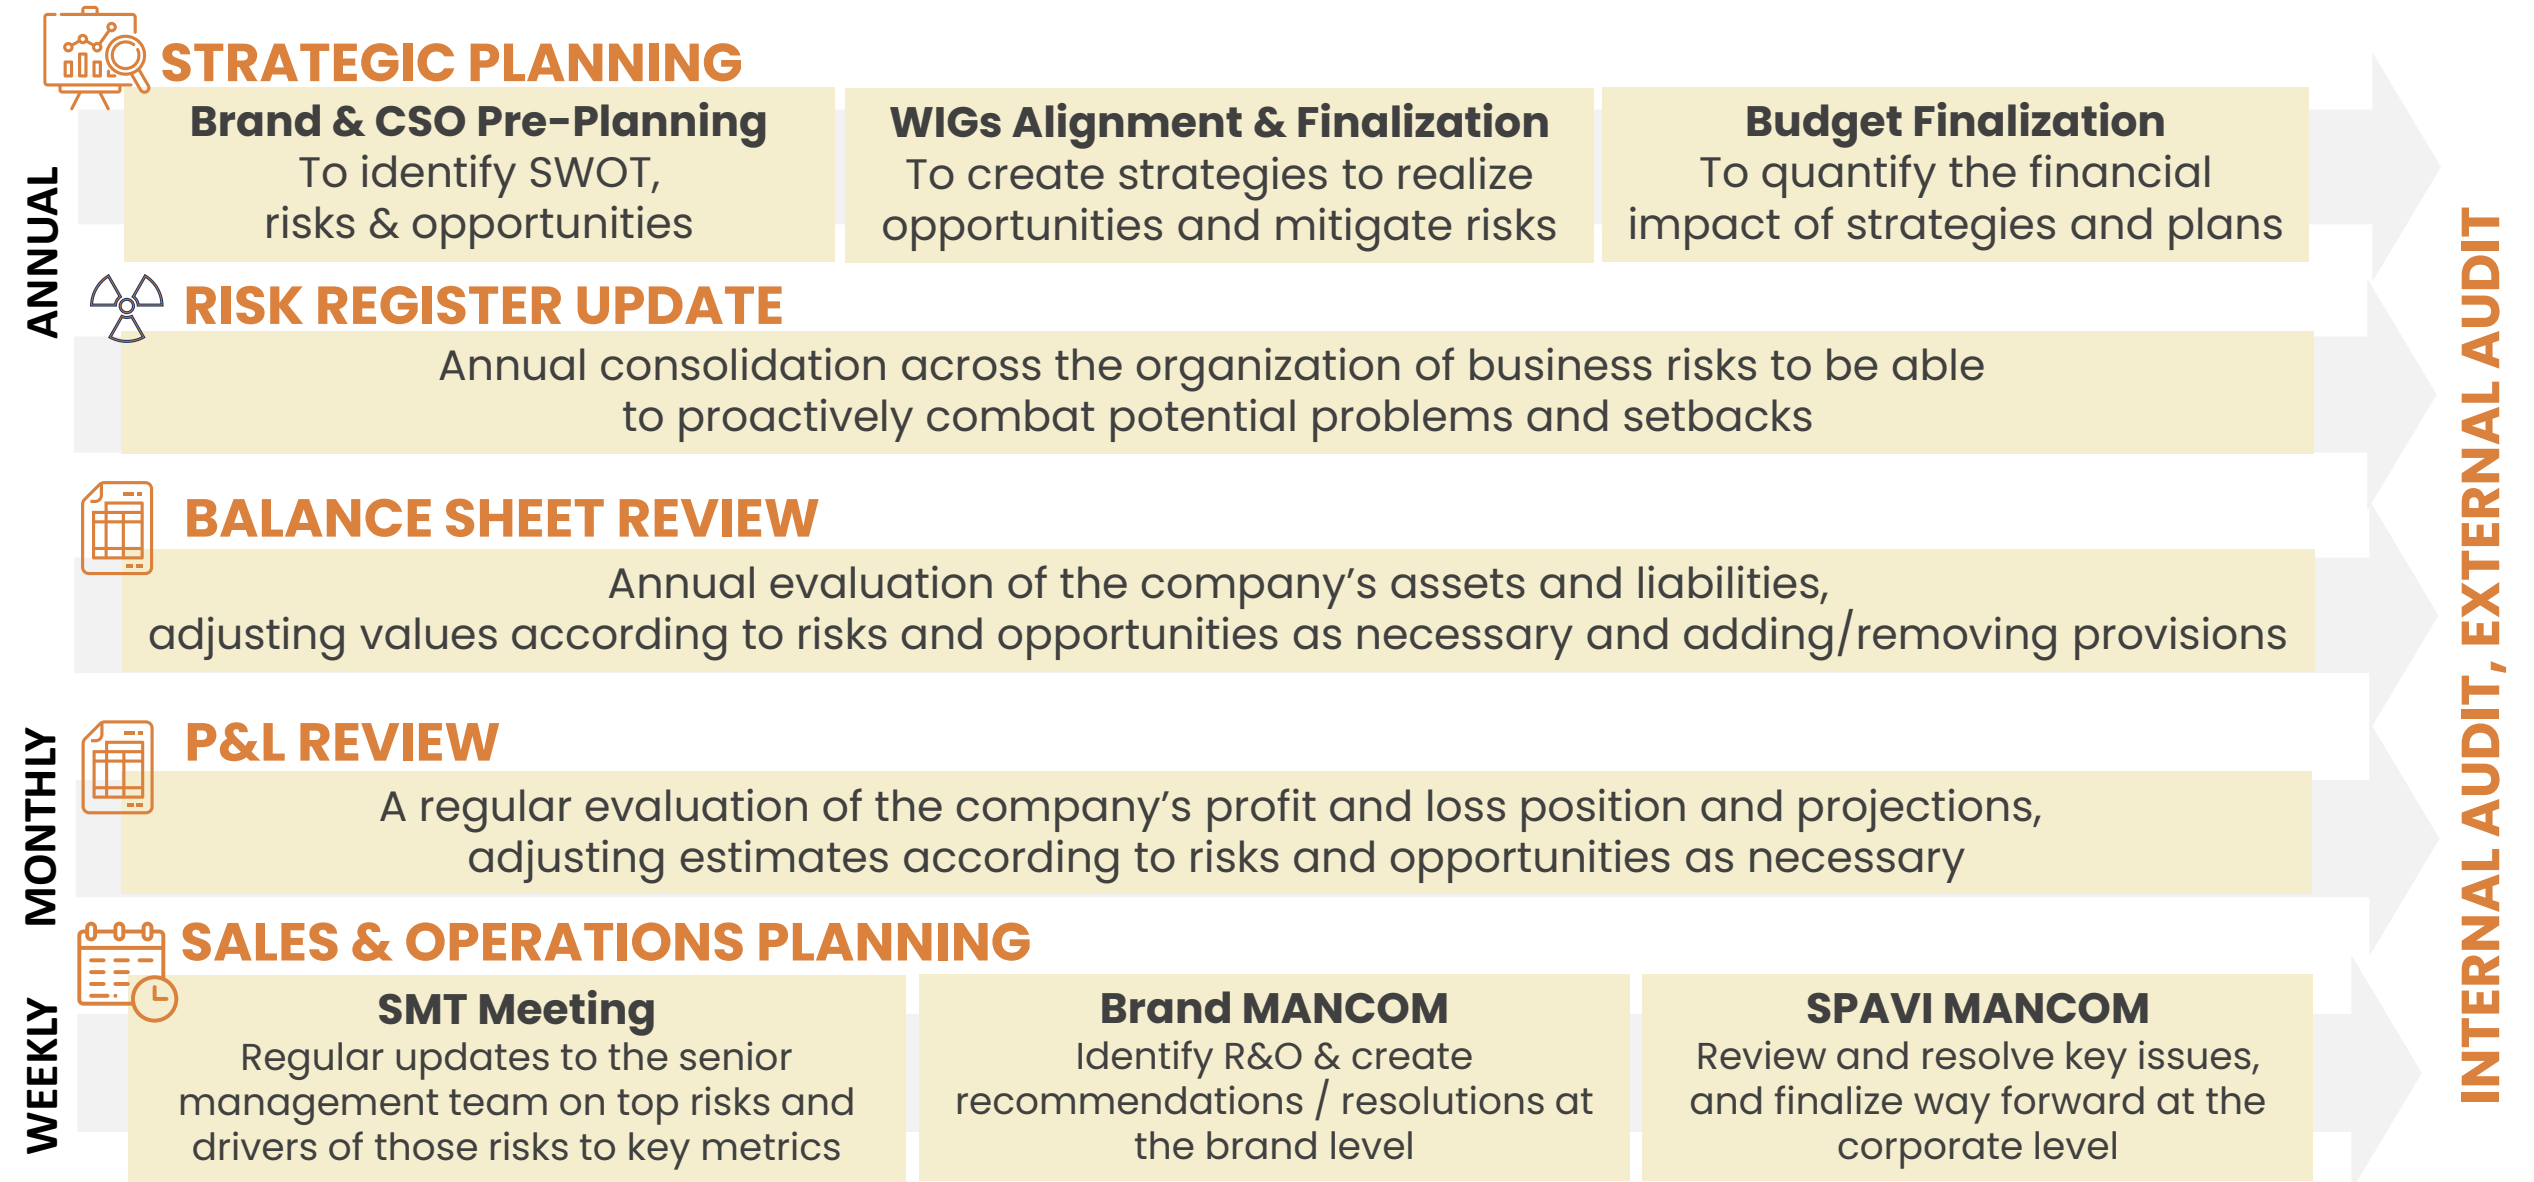 STRATEGIC PLANNING
Brand & CSO Pre-Planning
To identify SWOT,
risks & opportunities
WIGs Alignment & Finalization
To create strategies to realize
opportunities and mitigate risks
Budget Finalization
To quantify the financial
impact of strategies and plans
ANNUAL
RISK REGISTER UPDATE
Annual consolidation across the organization of business risks to be able
to proactively combat potential problems and setbacks
BALANCE SHEET REVIEW
Annual evaluation of the company’s assets and liabilities,
adjusting values according to risks and opportunities as necessary and adding/removing provisions
MONTHLY
P&L REVIEW
A regular evaluation of the company’s profit and loss position and projections,
adjusting estimates according to risks and opportunities as necessary
WEEKLY
SALES & OPERATIONS PLANNING
SMT Meeting
Regular updates to the senior
management team on top risks and
drivers of those risks to key metrics
Brand MANCOM
Identify R&O & create
recommendations / resolutions at
the brand level
SPAVI MANCOM
Review and resolve key issues,
and finalize way forward at the
corporate level
INTERNAL AUDIT, EXTERNAL AUDIT